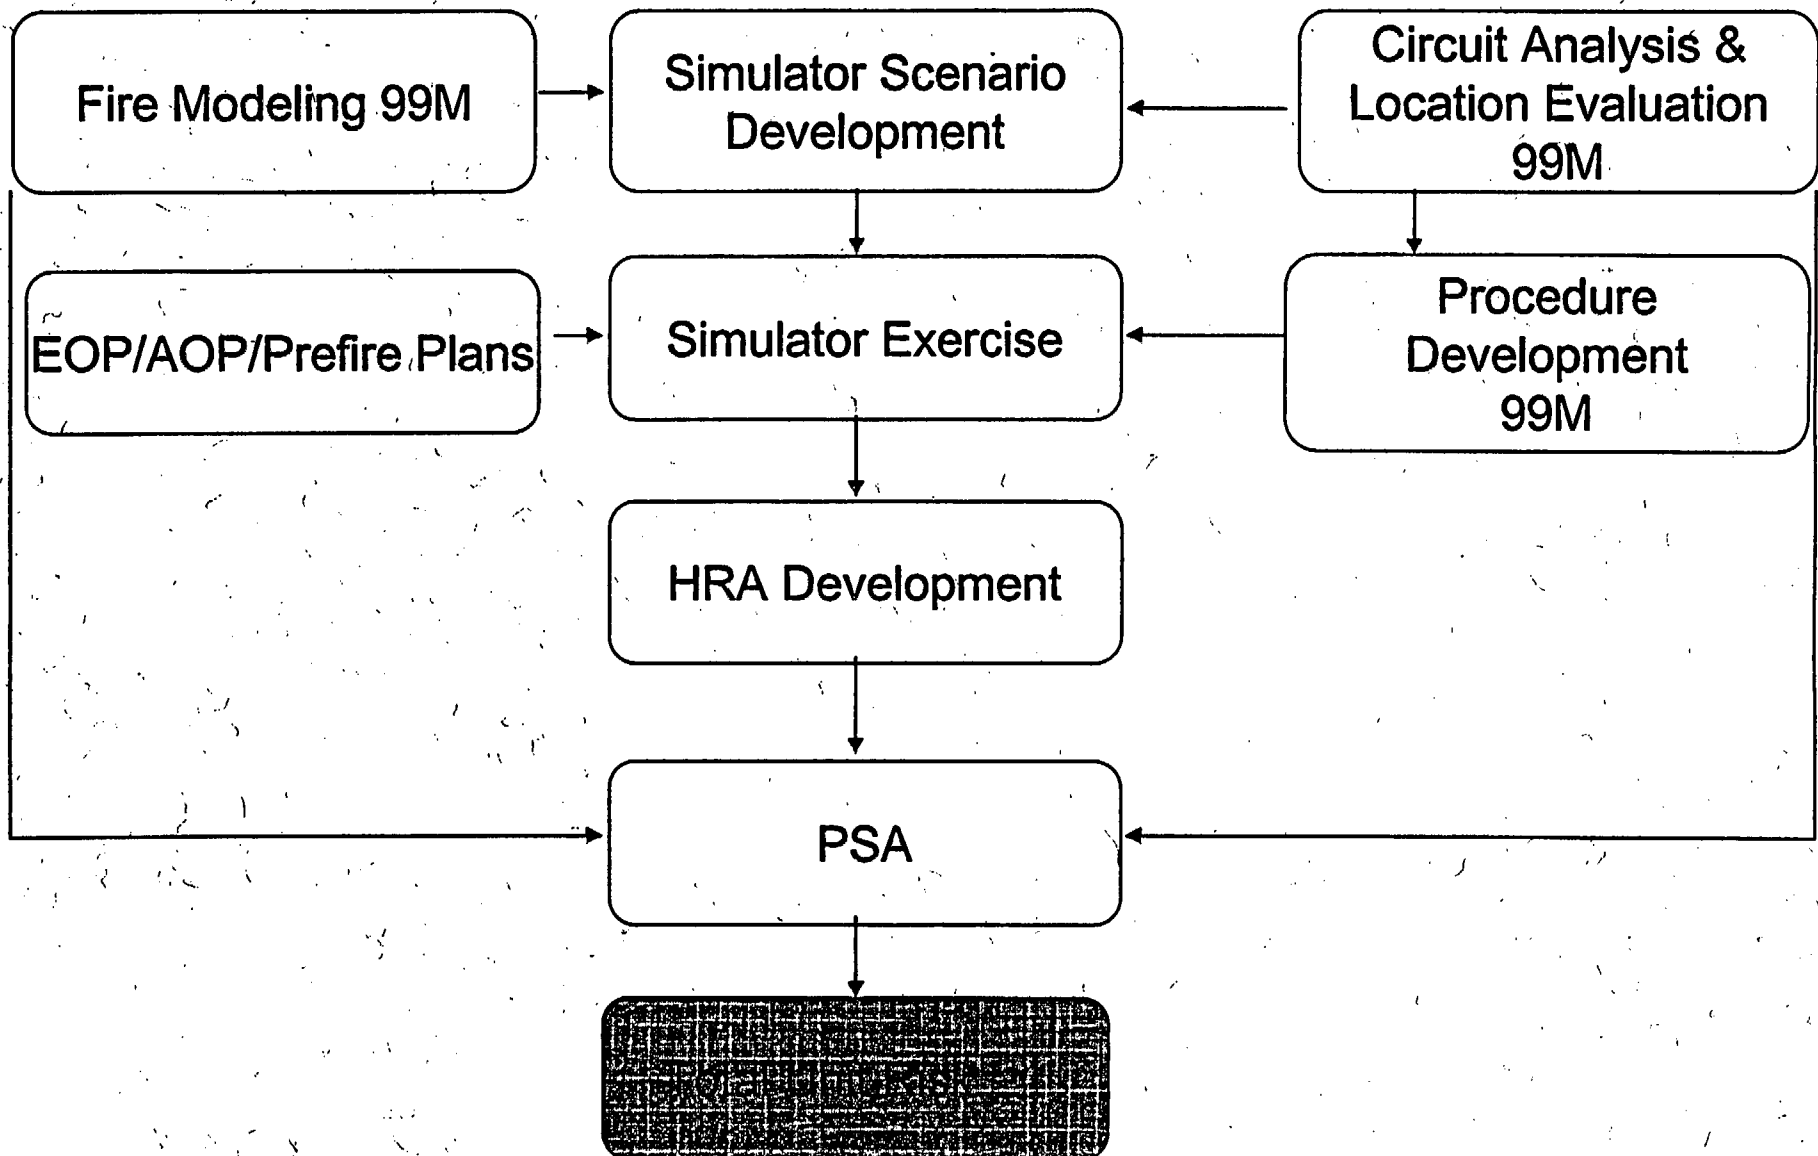 Fire Modeling 99M
Simulator Scenario
Development
Circuit Analysis &
Location Evaluation
99M
EOP/AOP/Prefire Plans
Simulator Exercise
Procedure
Development
99M
HRA Development
PSA